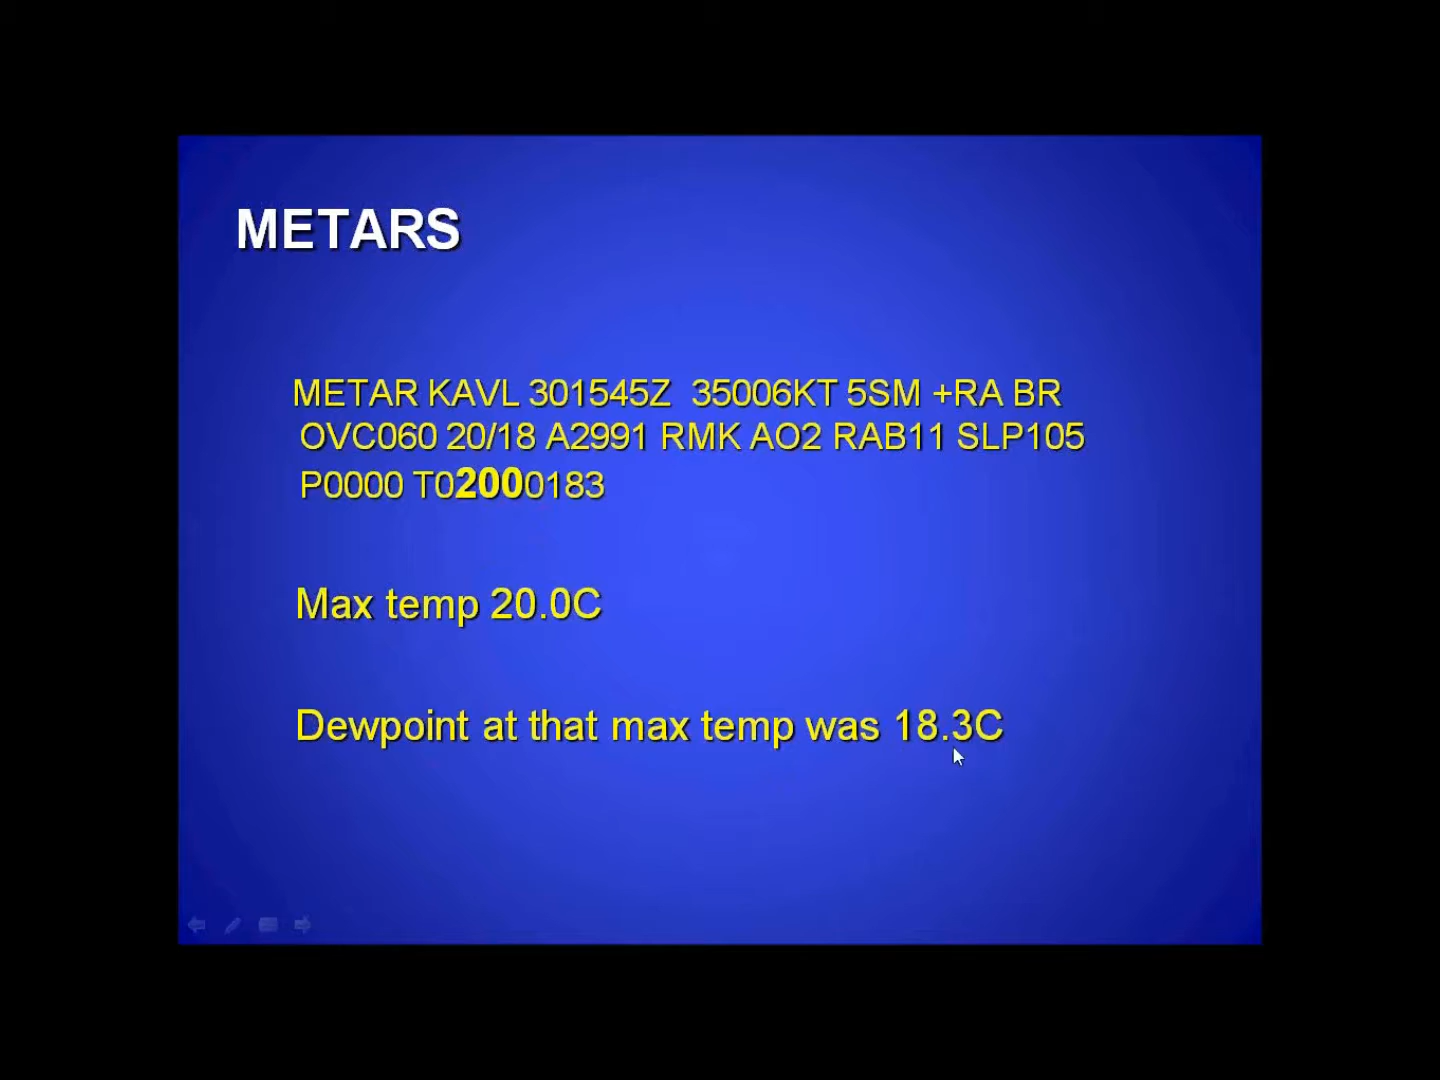 METARS
METAR KAVL 301545Z 35006KT 5SM +RA BR
OVC060 20/18 A2991 RMK AO2 RAB11 SLP105
P0000 T02000183
Max temp 20.0C
Dewpoint at that max temp was 18.3C